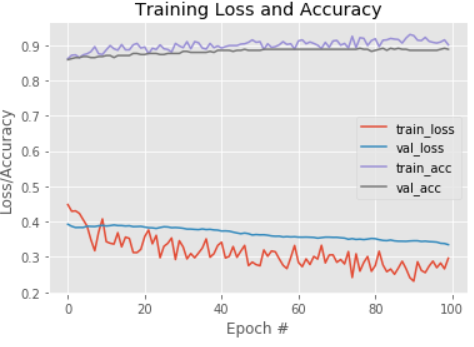 Training Loss and Accuracy
Loss/Accuracy
0.9
0.8
0.7
0.6
0.5
0.4
0.3
0.2
train_loss
val_loss
train_acc
val_acc
0 20 40 60 80 100
Epoch #